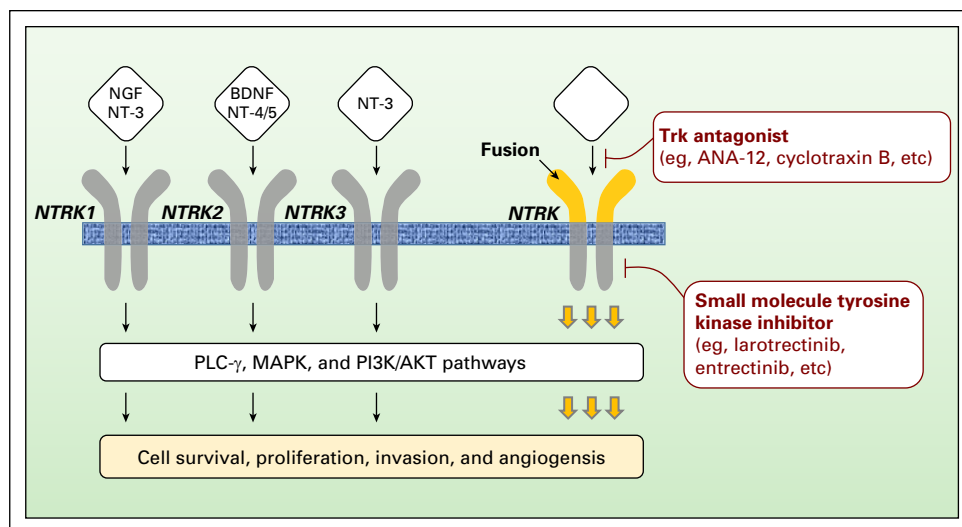 NGF
NT-3
BDNF
NT-4/5
NT-3
Trk antagonist
(eg, ANA-12, cyclotraxin B, etc)
Fusion
NTRK1
NTRK2
NTRK3
NTRK
Small molecule tyrosine
kinase inhibitor
(eg, larotrectinib,
entrectinib, etc)
PLC-γ, MAPK, and PI3K/AKT pathways
Cell survival, proliferation, invasion, and angiogensis